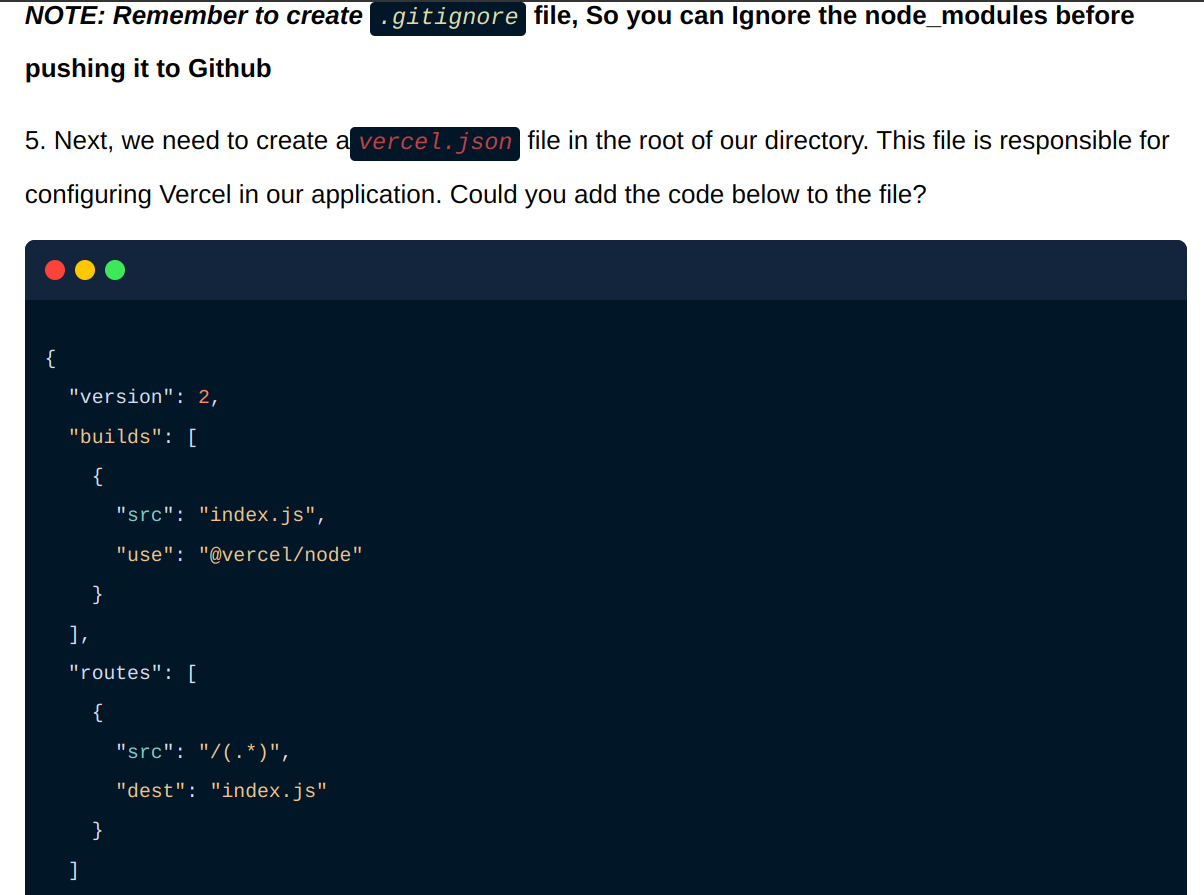 NOTE: Remember to create .gitignore file, So you can Ignore the node_modules before
pushing it to Github
5. Next, we need to create a vercel.json file in the root of our directory. This file is responsible for
configuring Vercel in our application. Could you add the code below to the file?
{
  "version": 2,
  "builds": [
    {
      "src": "index.js",
      "use": "@vercel/node"
    }
  ],
  "routes": [
    {
      "src": "/(.*)",
      "dest": "index.js"
    }
  ]